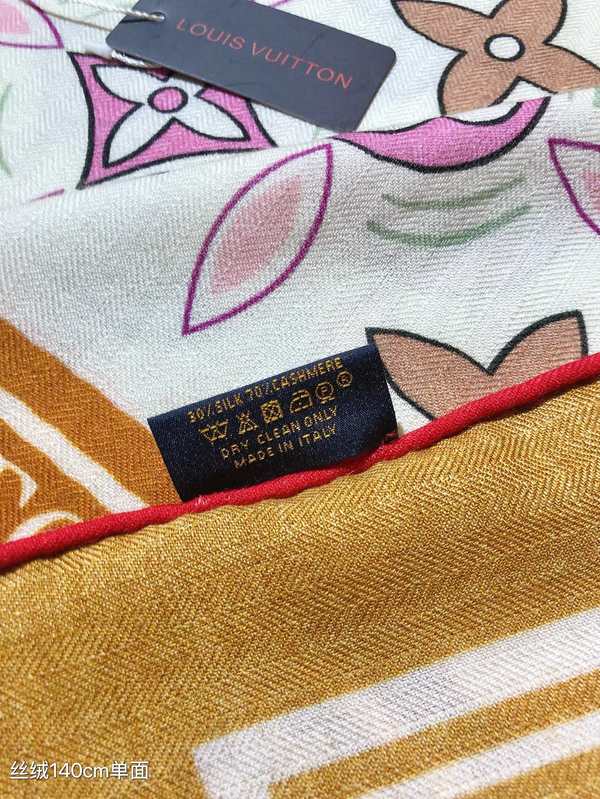 LOUIS VUITTON
30% SILK 70% CASHMERE
DRY CLEAN ONLY
MADE IN ITALY
丝绒140cm单面